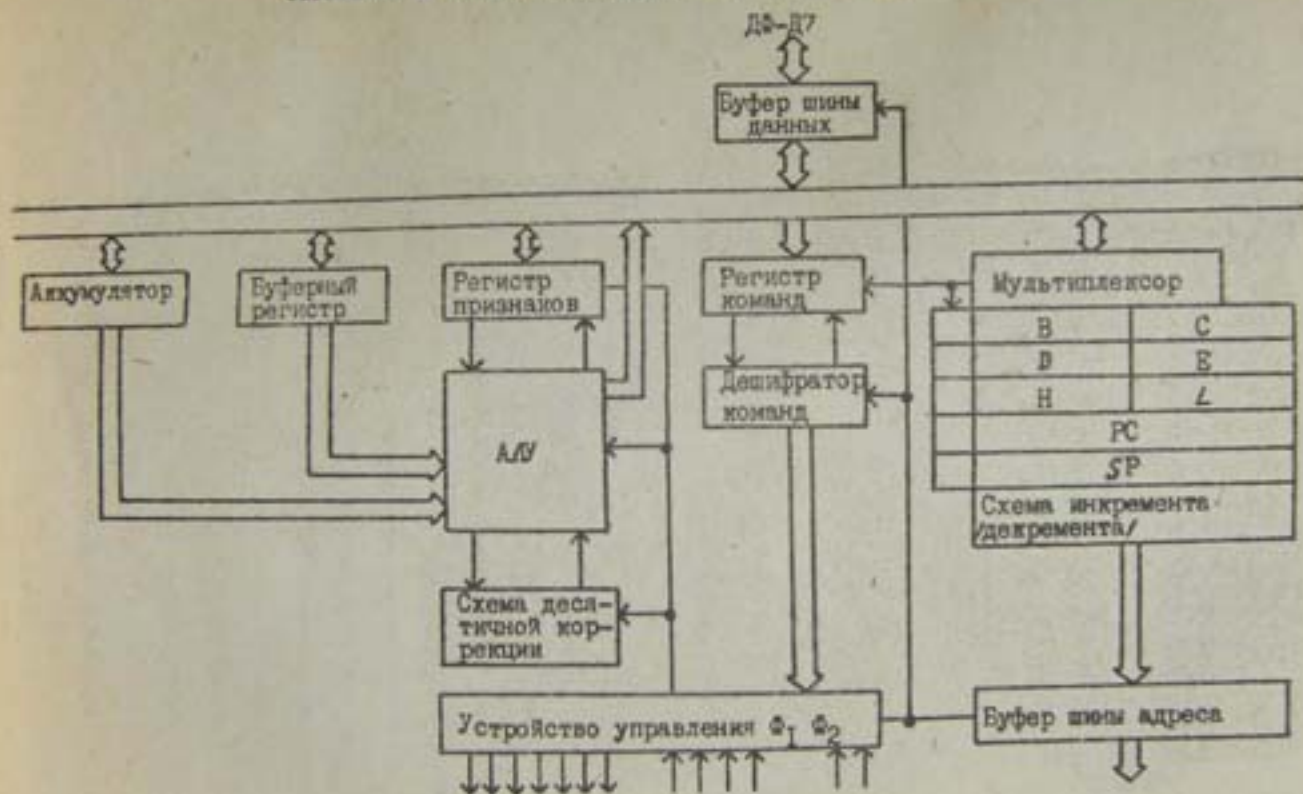 ДФ-Д7
Буфер шины
данных
Аккумулятор
Буферный
регистр
Регистр
признаков
Регистр
команд
Мультиплексор
B
C
D
E
H
L
PC
SP
Схема инкремента
/декремента/
Дешифратор
команд
АЛУ
Схема деся-
тичной кор-
рекции
Устройство управления Ф₁ Ф₂
Буфер шины адреса